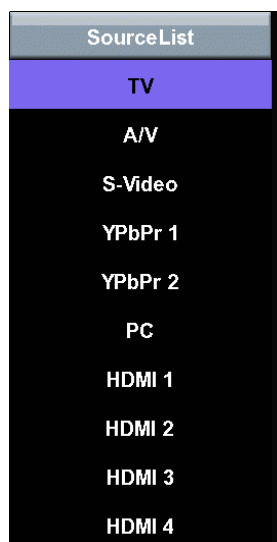 SourceList
TV
A/V
S-Video
YPbPr 1
YPbPr 2
PC
HDMI 1
HDMI 2
HDMI 3
HDMI 4